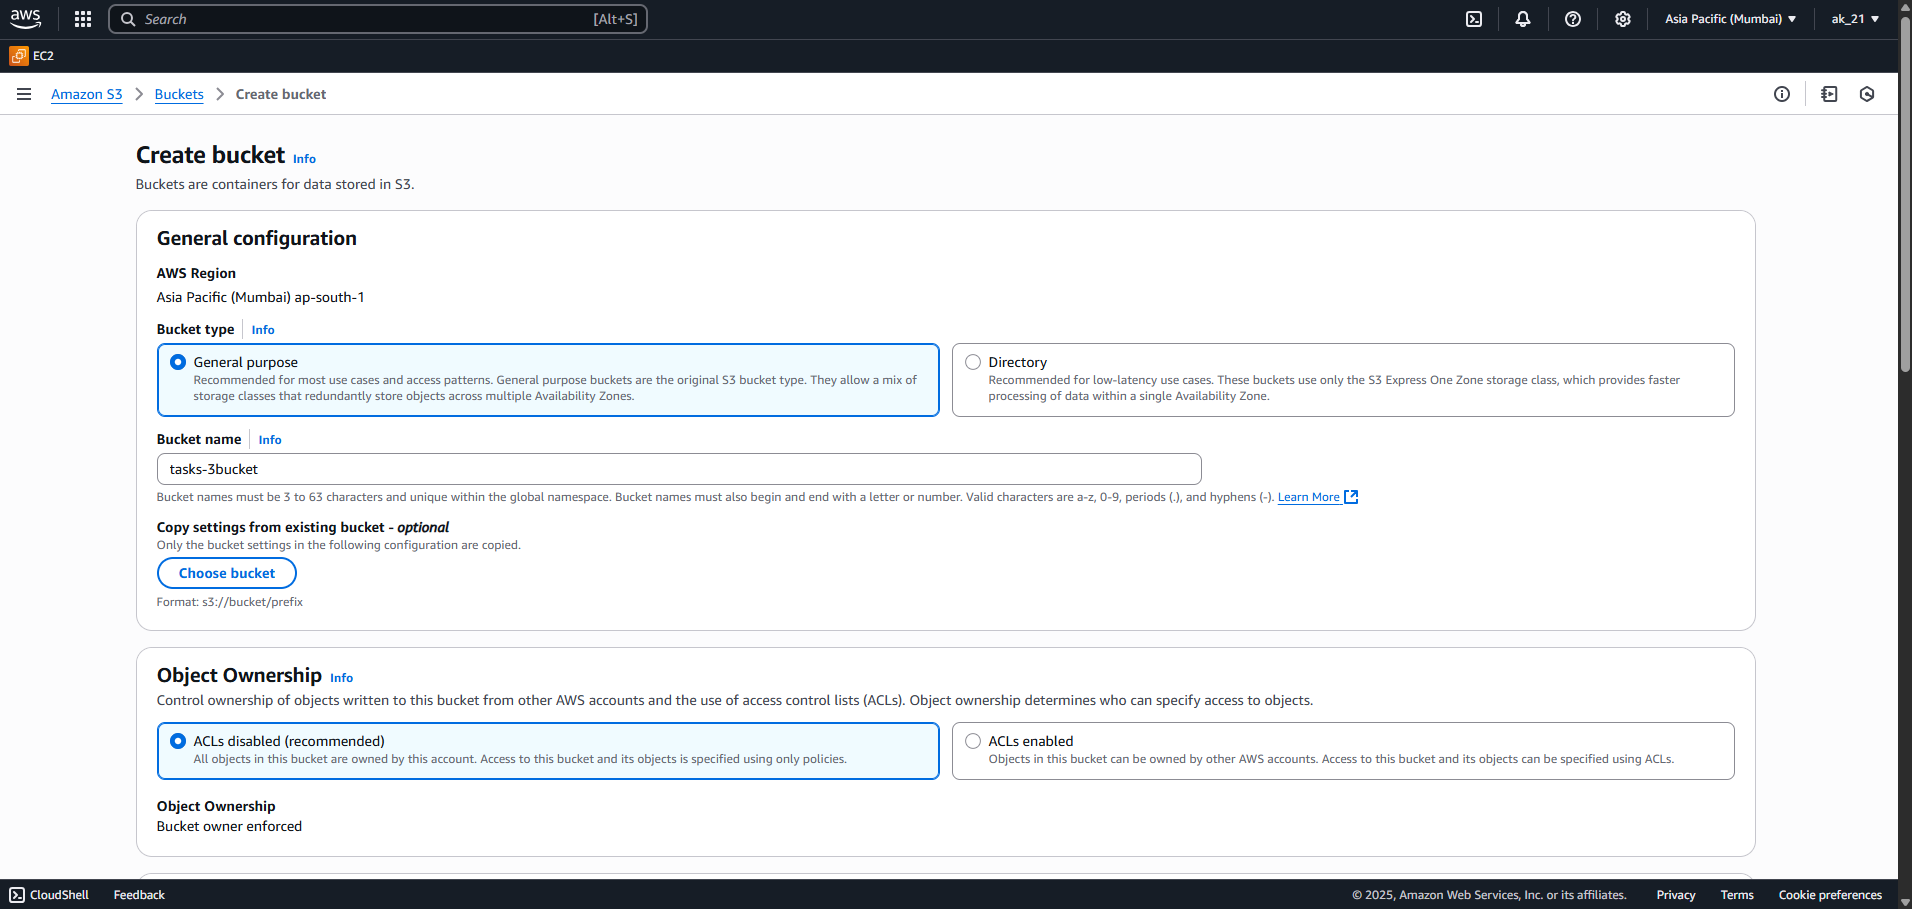 aws
Search [Alt+S]
Asia Pacific (Mumbai)
ak_21
EC2
Amazon S3 > Buckets > Create bucket
Create bucket Info
Buckets are containers for data stored in S3.
General configuration
AWS Region
Asia Pacific (Mumbai) ap-south-1
Bucket type Info
General purpose
Recommended for most use cases and access patterns. General purpose buckets are the original S3 bucket type. They allow a mix of
storage classes that redundantly store objects across multiple Availability Zones.
Directory
Recommended for low-latency use cases. These buckets use only the S3 Express One Zone storage class, which provides faster
processing of data within a single Availability Zone.
Bucket name Info
tasks-3bucket
Bucket names must be 3 to 63 characters and unique within the global namespace. Bucket names must also begin and end with a letter or number. Valid characters are a-z, 0-9, periods (.), and hyphens (-). Learn More
Copy settings from existing bucket - optional
Only the bucket settings in the following configuration are copied.
Choose bucket
Format: s3://bucket/prefix
Object Ownership Info
Control ownership of objects written to this bucket from other AWS accounts and the use of access control lists (ACLs). Object ownership determines who can specify access to objects.
ACLs disabled (recommended)
All objects in this bucket are owned by this account. Access to this bucket and its objects is specified using only policies.
ACLs enabled
Objects in this bucket can be owned by other AWS accounts. Access to this bucket and its objects can be specified using ACLs.
Object Ownership
Bucket owner enforced
CloudShell Feedback © 2025, Amazon Web Services, Inc. or its affiliates. Privacy Terms Cookie preferences